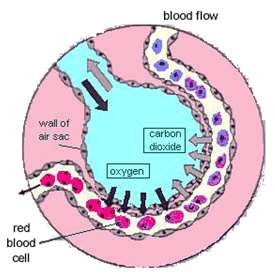 blood flow
wall of
air sac
carbon
dioxide
oxygen
red
blood
cell